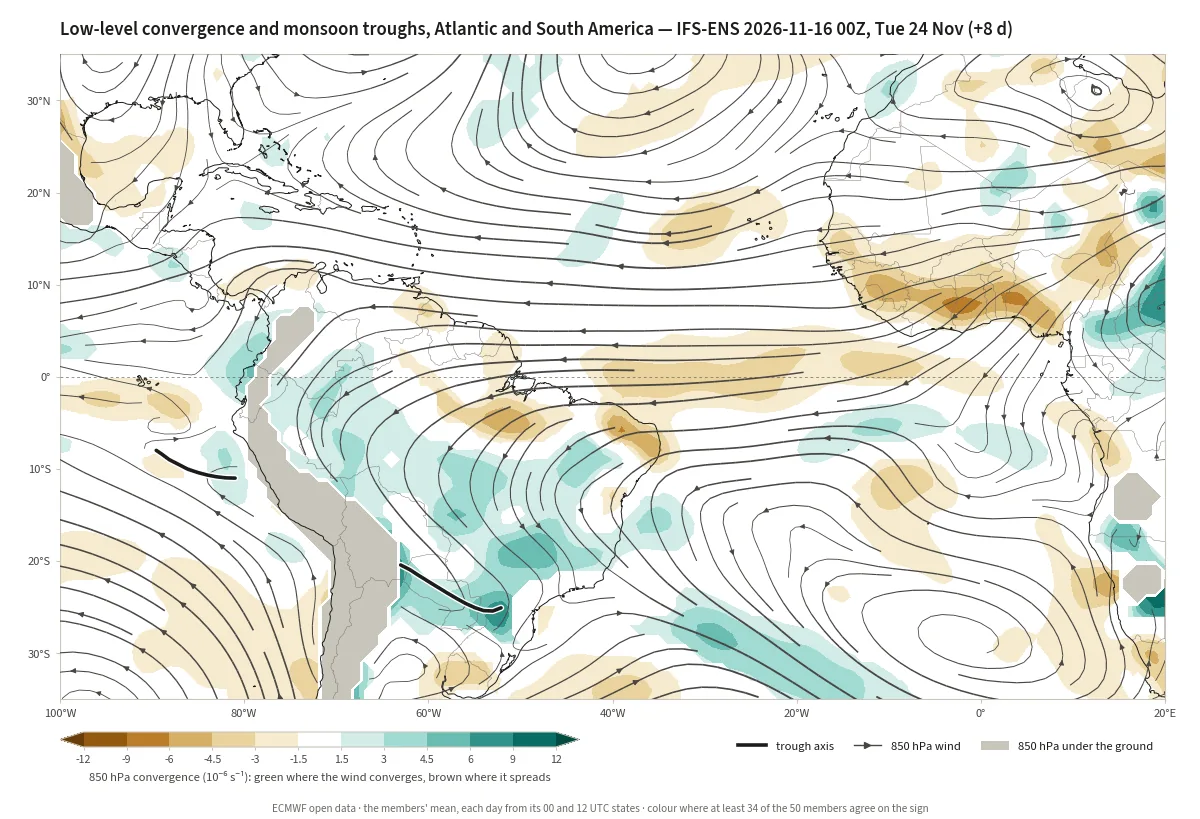 Low-level convergence and monsoon troughs, Atlantic and South America — IFS-ENS 2026-11-16 00Z, Tue 24 Nov (+8 d)
30°N
20°N
10°N
0°
10°S
20°S
30°S
100°W 80°W 60°W 40°W 20°W 0° 20°E
-12 -9 -6 -4.5 -3 -1.5 1.5 3 4.5 6 9 12
850 hPa convergence (10⁻⁶ s⁻¹): green where the wind converges, brown where it spreads
trough axis 850 hPa wind 850 hPa under the ground
ECMWF open data · the members' mean, each day from its 00 and 12 UTC states · colour where at least 34 of the 50 members agree on the sign